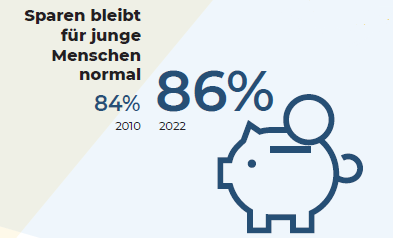 Sparen bleibt
für junge
Menschen
normal
84% 86%
2010 2022